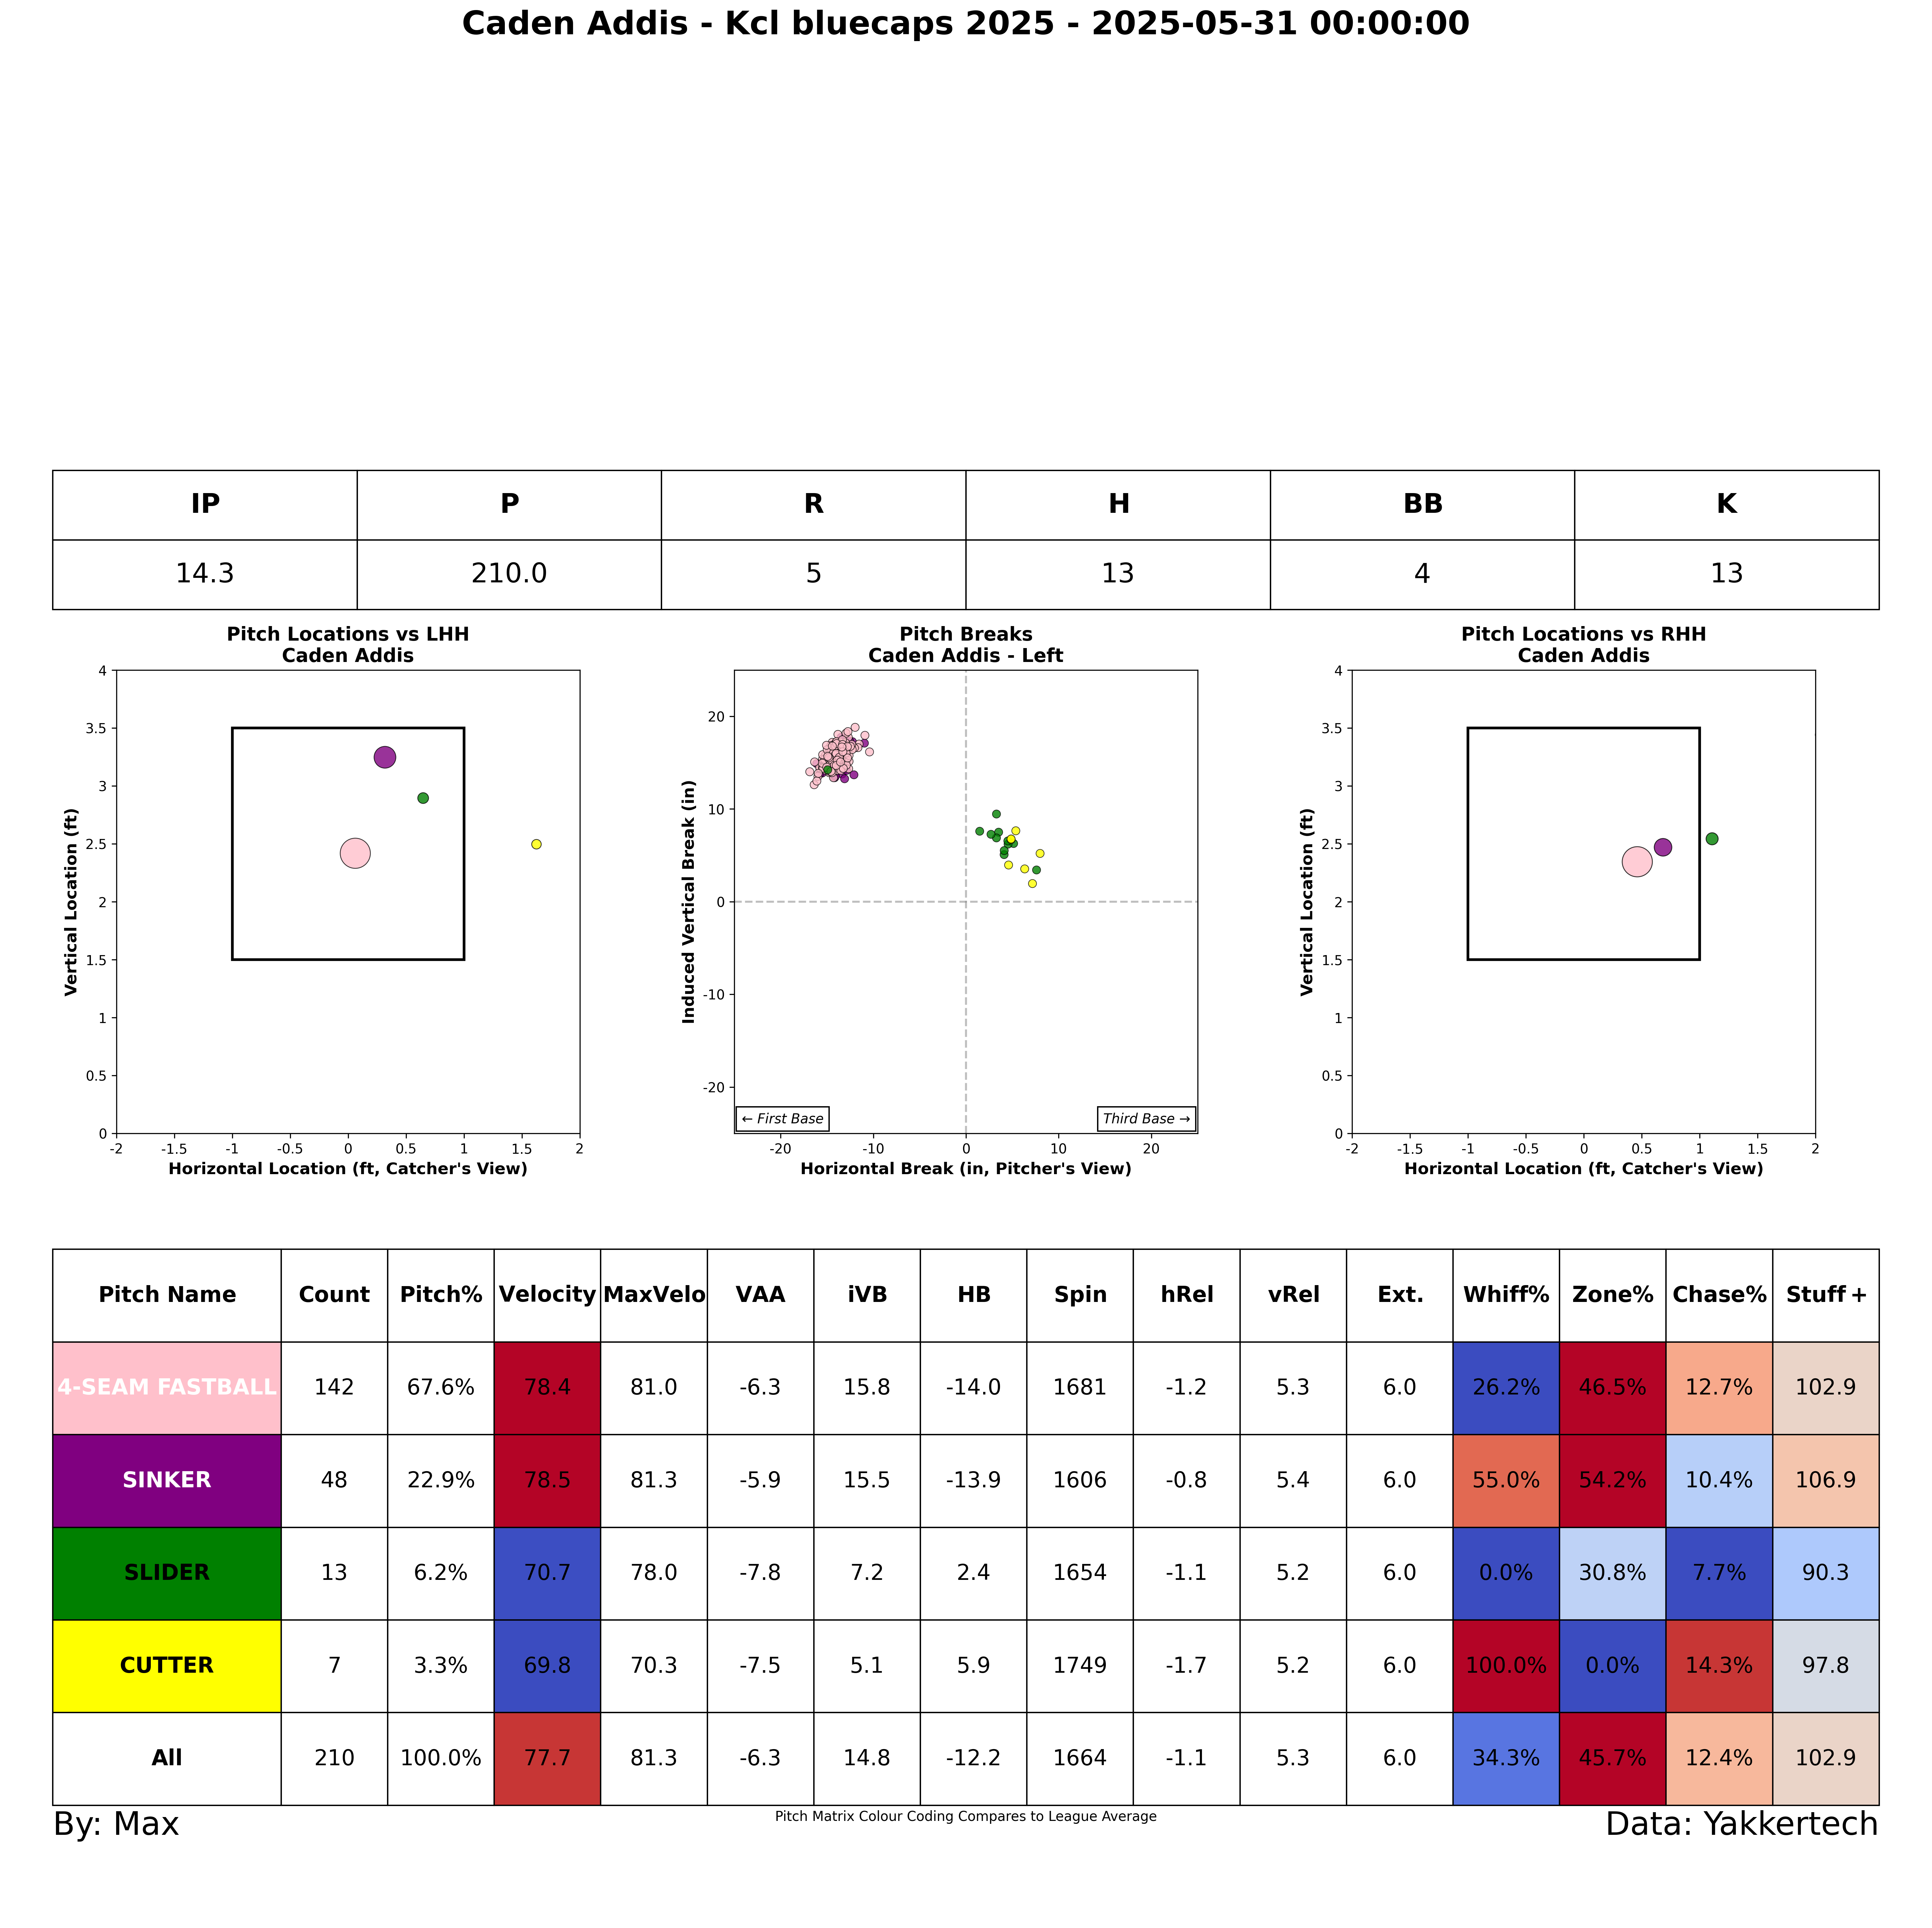 Caden Addis - Kcl bluecaps 2025 - 2025-05-31 00:00:00
IP P R H BB K
14.3 210.0 5 13 4 13
Pitch Locations vs LHH
Caden Addis
4
3.5
3
2.5
2
1.5
1
0.5
0
-2 -1.5 -1 -0.5 0 0.5 1 1.5 2
Vertical Location (ft)
Horizontal Location (ft, Catcher's View)
Pitch Breaks
Caden Addis - Left
20
10
0
-10
-20
-20 -10 0 10 20
← First Base
Third Base →
Induced Vertical Break (in)
Horizontal Break (in, Pitcher's View)
Pitch Locations vs RHH
Caden Addis
4
3.5
3
2.5
2
1.5
1
0.5
0
-2 -1.5 -1 -0.5 0 0.5 1 1.5 2
Vertical Location (ft)
Horizontal Location (ft, Catcher's View)
Pitch Name Count Pitch% Velocity MaxVelo VAA iVB HB Spin hRel vRel Ext. Whiff% Zone% Chase% Stuff+
4-SEAM FASTBALL 142 67.6% 78.4 81.0 -6.3 15.8 -14.0 1681 -1.2 5.3 6.0 26.2% 46.5% 12.7% 102.9
SINKER 48 22.9% 78.5 81.3 -5.9 15.5 -13.9 1606 -0.8 5.4 6.0 55.0% 54.2% 10.4% 106.9
SLIDER 13 6.2% 70.7 78.0 -7.8 7.2 2.4 1654 -1.1 5.2 6.0 0.0% 30.8% 7.7% 90.3
CUTTER 7 3.3% 69.8 70.3 -7.5 5.1 5.9 1749 -1.7 5.2 6.0 100.0% 0.0% 14.3% 97.8
All 210 100.0% 77.7 81.3 -6.3 14.8 -12.2 1664 -1.1 5.3 6.0 34.3% 45.7% 12.4% 102.9
By: Max
Pitch Matrix Colour Coding Compares to League Average
Data: Yakkertech